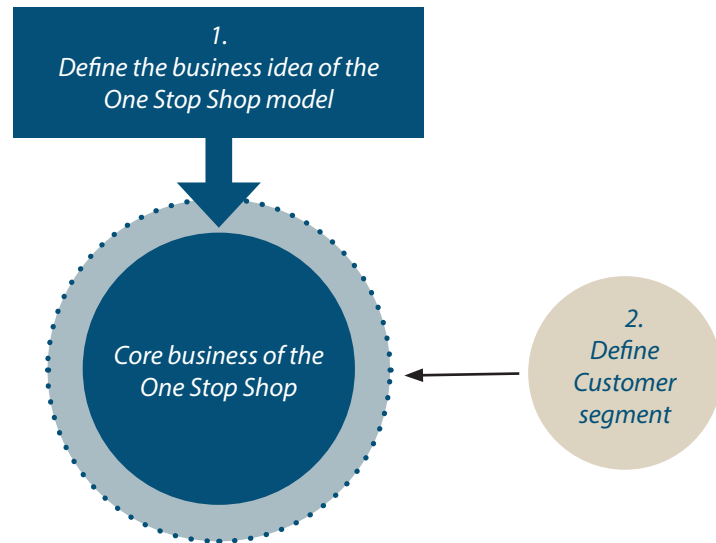 1.
Define the business idea of the
One Stop Shop model
Core business of the
One Stop Shop
2.
Define
Customer
segment